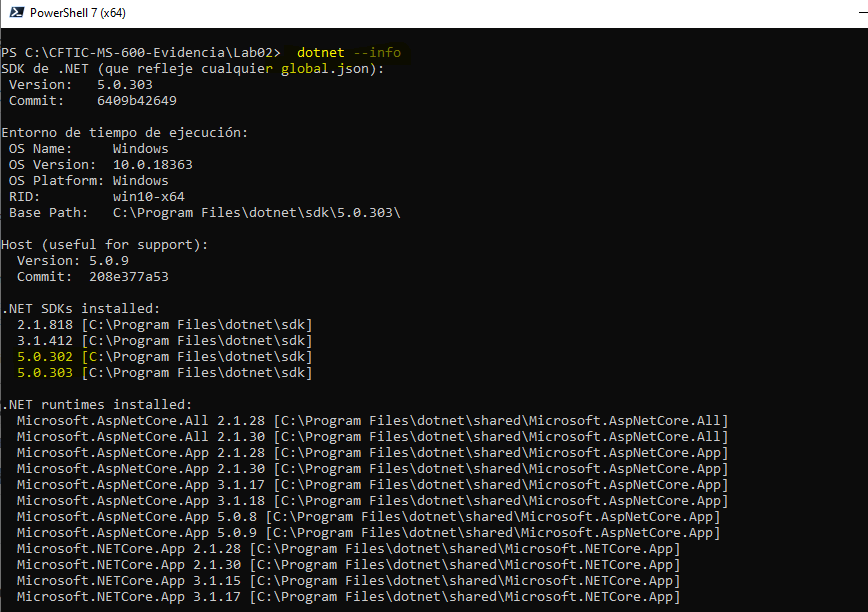 PowerShell 7 (x64)
PS C:\CFTIC-MS-600-Evidencia\Lab02>  dotnet --info
SDK de .NET (que refleje cualquier global.json):
 Version:   5.0.303
 Commit:    6409b42649
Entorno de tiempo de ejecución:
 OS Name:     Windows
 OS Version:  10.0.18363
 OS Platform: Windows
 RID:         win10-x64
 Base Path:   C:\Program Files\dotnet\sdk\5.0.303\
Host (useful for support):
  Version: 5.0.9
  Commit:  208e377a53
.NET SDKs installed:
  2.1.818 [C:\Program Files\dotnet\sdk]
  3.1.412 [C:\Program Files\dotnet\sdk]
  5.0.302 [C:\Program Files\dotnet\sdk]
  5.0.303 [C:\Program Files\dotnet\sdk]
.NET runtimes installed:
  Microsoft.AspNetCore.All 2.1.28 [C:\Program Files\dotnet\shared\Microsoft.AspNetCore.All]
  Microsoft.AspNetCore.All 2.1.30 [C:\Program Files\dotnet\shared\Microsoft.AspNetCore.All]
  Microsoft.AspNetCore.App 2.1.28 [C:\Program Files\dotnet\shared\Microsoft.AspNetCore.App]
  Microsoft.AspNetCore.App 2.1.30 [C:\Program Files\dotnet\shared\Microsoft.AspNetCore.App]
  Microsoft.AspNetCore.App 3.1.17 [C:\Program Files\dotnet\shared\Microsoft.AspNetCore.App]
  Microsoft.AspNetCore.App 3.1.18 [C:\Program Files\dotnet\shared\Microsoft.AspNetCore.App]
  Microsoft.AspNetCore.App 5.0.8 [C:\Program Files\dotnet\shared\Microsoft.AspNetCore.App]
  Microsoft.AspNetCore.App 5.0.9 [C:\Program Files\dotnet\shared\Microsoft.AspNetCore.App]
  Microsoft.NETCore.App 2.1.28 [C:\Program Files\dotnet\shared\Microsoft.NETCore.App]
  Microsoft.NETCore.App 2.1.30 [C:\Program Files\dotnet\shared\Microsoft.NETCore.App]
  Microsoft.NETCore.App 3.1.15 [C:\Program Files\dotnet\shared\Microsoft.NETCore.App]
  Microsoft.NETCore.App 3.1.17 [C:\Program Files\dotnet\shared\Microsoft.NETCore.App]